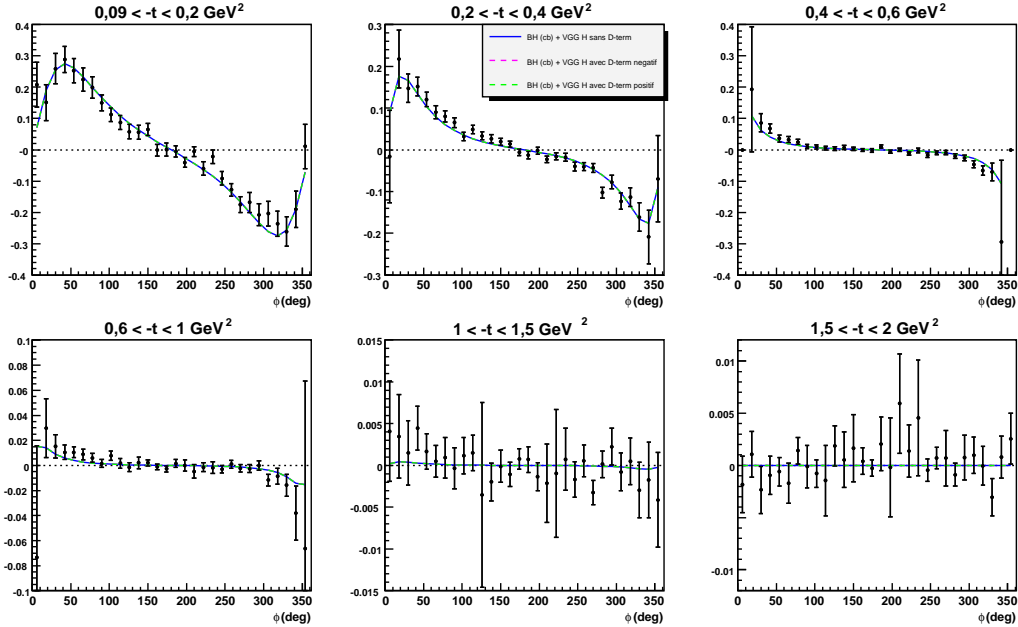 0,09 < -t < 0,2 GeV²
0.4
0.3
0.2
0.1
-0
-0.1
-0.2
-0.3
-0.4
0 50 100 150 200 250 300 350
ϕ(deg)
0,2 < -t < 0,4 GeV²
BH (cb) + VGG H sans D-term
BH (cb) + VGG H avec D-term negatif
BH (cb) + VGG H avec D-term positif
0.3
0.2
0.1
-0
-0.1
-0.2
-0.3
0 50 100 150 200 250 300 350
ϕ(deg)
0,4 < -t < 0,6 GeV²
0.4
0.3
0.2
0.1
-0
-0.1
-0.2
-0.3
-0.4
0 50 100 150 200 250 300 350
ϕ(deg)
0,6 < -t < 1 GeV²
0.1
0.08
0.06
0.04
0.02
0
-0.02
-0.04
-0.06
-0.08
-0.1
0 50 100 150 200 250 300 350
ϕ(deg)
1 < -t < 1,5 GeV²
0.015
0.01
0.005
0
-0.005
-0.01
-0.015
0 50 100 150 200 250 300 350
ϕ(deg)
1,5 < -t < 2 GeV²
0.01
0.005
0
-0.005
-0.01
0 50 100 150 200 250 300 350
ϕ(deg)